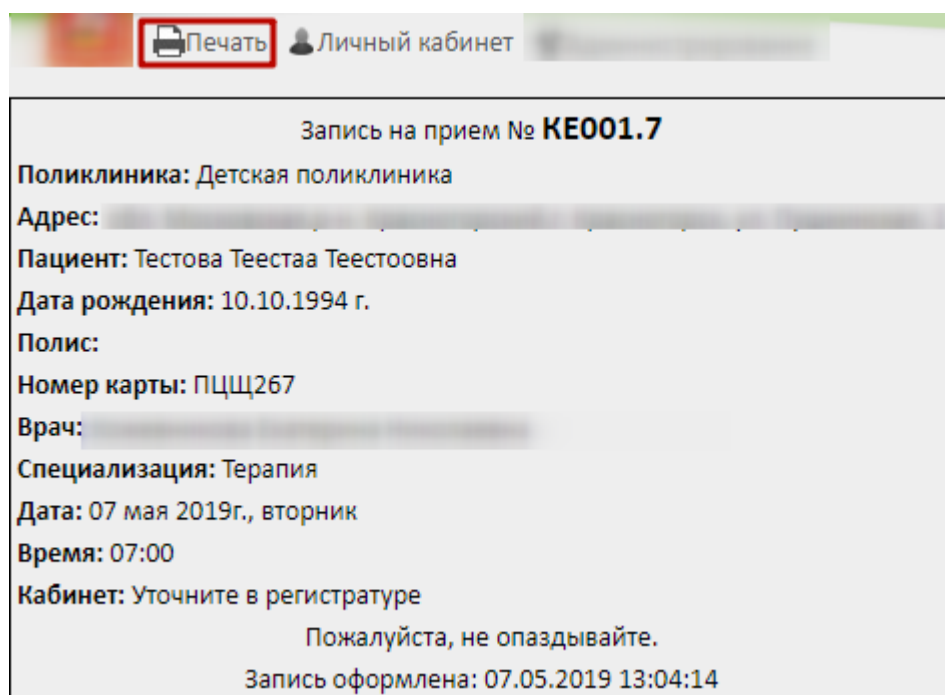 Печать Личный кабинет
Запись на прием № КЕ001.7
Поликлиника: Детская поликлиника
Адрес:
Пациент: Тестова Теестаа Теестоовна
Дата рождения: 10.10.1994 г.
Полис:
Номер карты: ПЦЩ267
Врач:
Специализация: Терапия
Дата: 07 мая 2019г., вторник
Время: 07:00
Кабинет: Уточните в регистратуре
Пожалуйста, не опаздывайте.
Запись оформлена: 07.05.2019 13:04:14